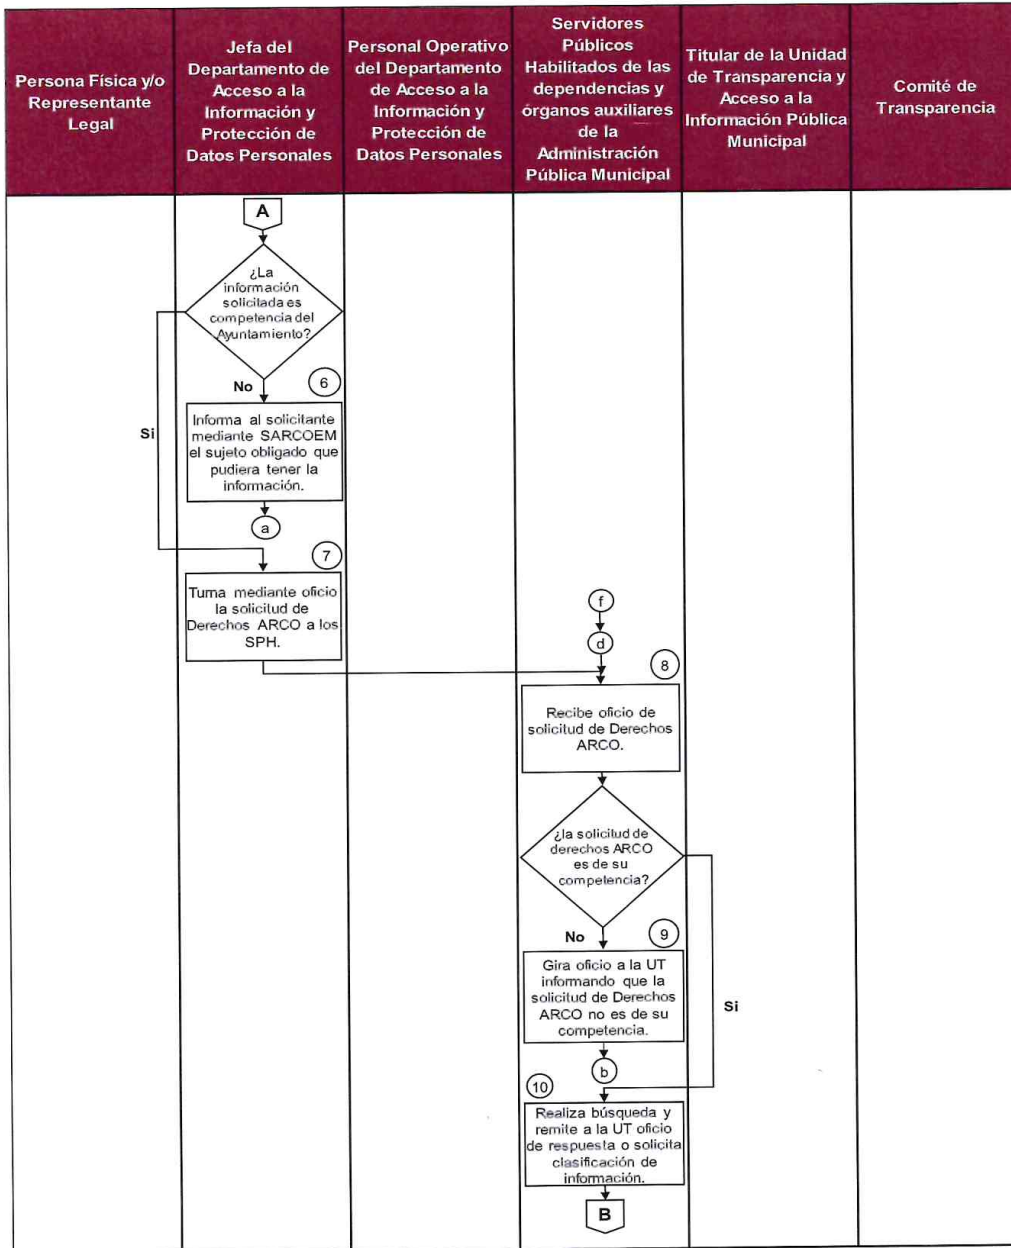 Persona Física y/o
Representante
Legal
Jefa del
Departamento de
Acceso a la
Información y
Protección de
Datos Personales
Personal Operativo
del Departamento
de Acceso a la
Información y
Protección de
Datos Personales
Servidores
Públicos
Habilitados de las
dependencias y
órganos auxiliares
de la
Administración
Pública Municipal
Titular de la Unidad
de Transparencia y
Acceso a la
Información Pública
Municipal
Comité de
Transparencia
A
¿La
información
solicitada es
competencia del
Ayuntamiento?
No
6
Si
Informa al solicitante
mediante SARCOEM
el sujeto obligado que
pudiera tener la
información.
a
7
Turna mediante oficio
la solicitud de
Derechos ARCO a los
SPH.
f
d
8
Recibe oficio de
solicitud de Derechos
ARCO.
¿la solicitud de
derechos ARCO
es de su
competencia?
No
9
Gira oficio a la UT
informando que la
solicitud de Derechos
ARCO no es de su
competencia.
Si
b
10
Realiza búsqueda y
remite a la UT oficio
de respuesta o solicita
clasificación de
información.
B